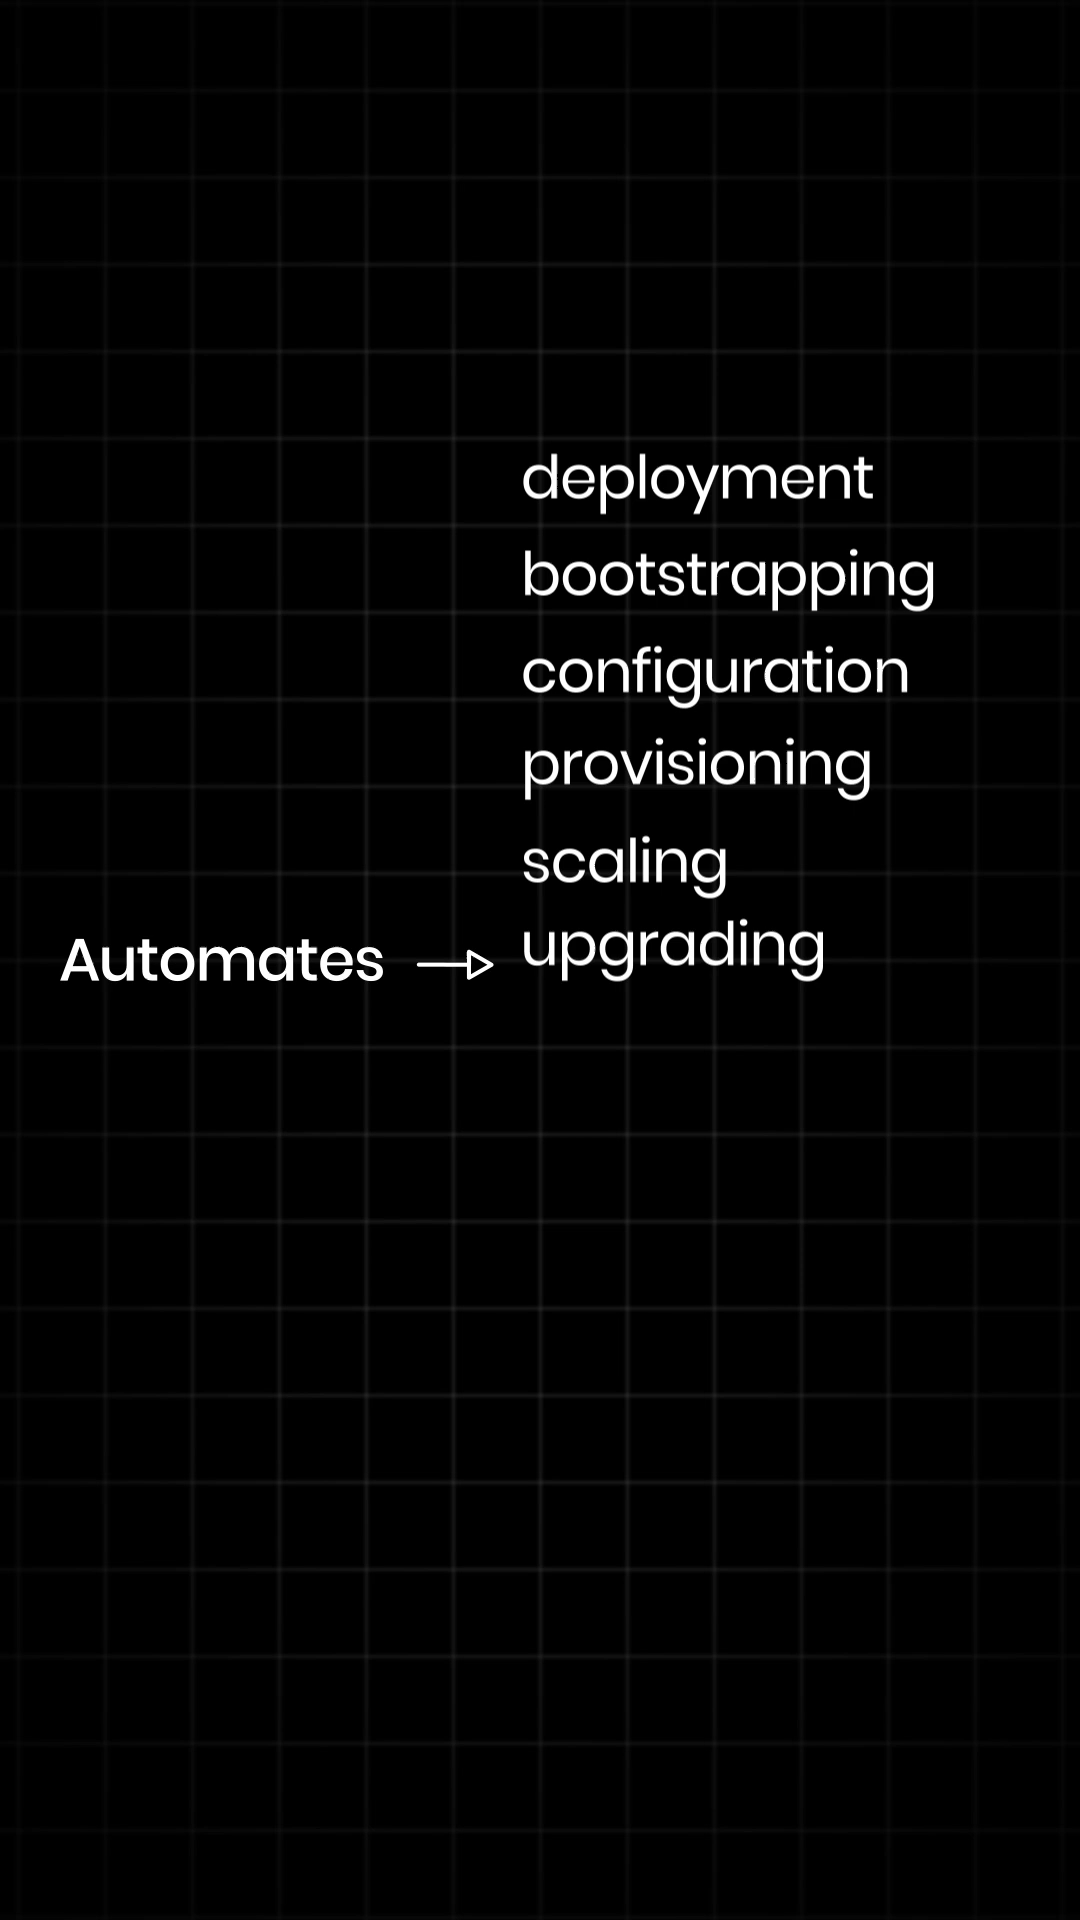 deployment
bootstrapping
configuration
provisioning
scaling
upgrading
Automates